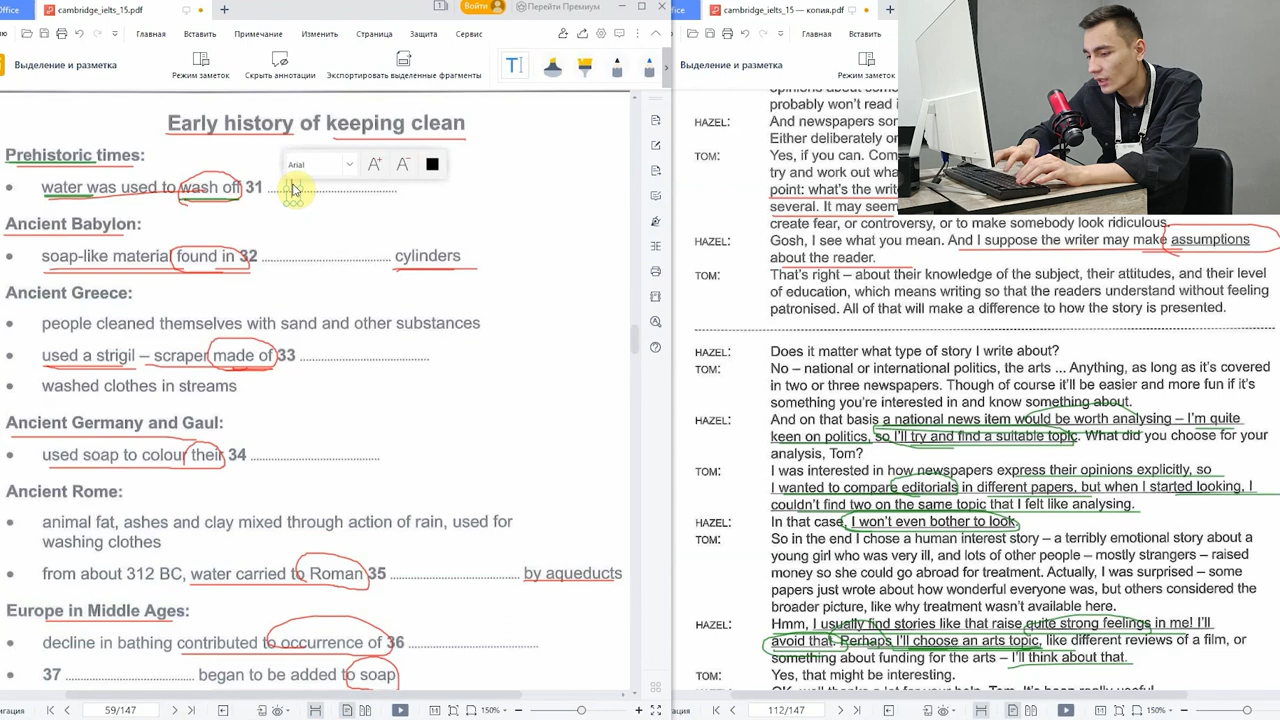 cambridge_ielts_15.pdf
Войти
Перейти Премиум
cambridge_ielts_15 — копия.pdf
Главная
Вставить
Примечание
Изменить
Страница
Защита
Сервис
Главная
Вставить
Выделение и разметка
Режим заметок
Скрыть аннотации
Экспортировать выделенные фрагменты
Выделение и разметка
Режим заметок
Early history of keeping clean
Arial
Prehistoric times:
• water was used to wash off 31 ..............................
Ancient Babylon:
• soap-like material found in 32 .............................. cylinders
Ancient Greece:
• people cleaned themselves with sand and other substances
• used a strigil – scraper made of 33 ..............................
• washed clothes in streams
Ancient Germany and Gaul:
• used soap to colour their 34 ..............................
Ancient Rome:
• animal fat, ashes and clay mixed through action of rain, used for
washing clothes
• from about 312 BC, water carried to Roman 35 .............................. by aqueducts
Europe in Middle Ages:
• decline in bathing contributed to occurrence of 36 ..............................
• 37 .............................. began to be added to soap
probably won't read i
HAZEL: And newspapers sor
Either deliberately or
TOM: Yes, if you can. Com
try and work out wha
point: what's the write
several. It may seem
create fear, or controversy, or to make somebody look ridiculous.
HAZEL: Gosh, I see what you mean. And I suppose the writer may make assumptions
about the reader.
TOM: That's right – about their knowledge of the subject, their attitudes, and their level
of education, which means writing so that the readers understand without feeling
patronised. All of that will make a difference to how the story is presented.
HAZEL: Does it matter what type of story I write about?
TOM: No – national or international politics, the arts ... Anything, as long as it's covered
in two or three newspapers. Though of course it'll be easier and more fun if it's
something you're interested in and know something about.
HAZEL: And on that basis a national news item would be worth analysing – I'm quite
keen on politics, so I'll try and find a suitable topic. What did you choose for your
analysis, Tom?
TOM: I was interested in how newspapers express their opinions explicitly, so
I wanted to compare editorials in different papers, but when I started looking, I
couldn't find two on the same topic that I felt like analysing.
HAZEL: In that case, I won't even bother to look.
TOM: So in the end I chose a human interest story – a terribly emotional story about a
young girl who was very ill, and lots of other people – mostly strangers – raised
money so she could go abroad for treatment. Actually, I was surprised – some
papers just wrote about how wonderful everyone was, but others considered the
broader picture, like why treatment wasn't available here.
HAZEL: Hmm, I usually find stories like that raise quite strong feelings in me! I'll
avoid that. Perhaps I'll choose an arts topic, like different reviews of a film, or
something about funding for the arts – I'll think about that.
TOM: Yes, that might be interesting.
59/147
150%
112/147
150%